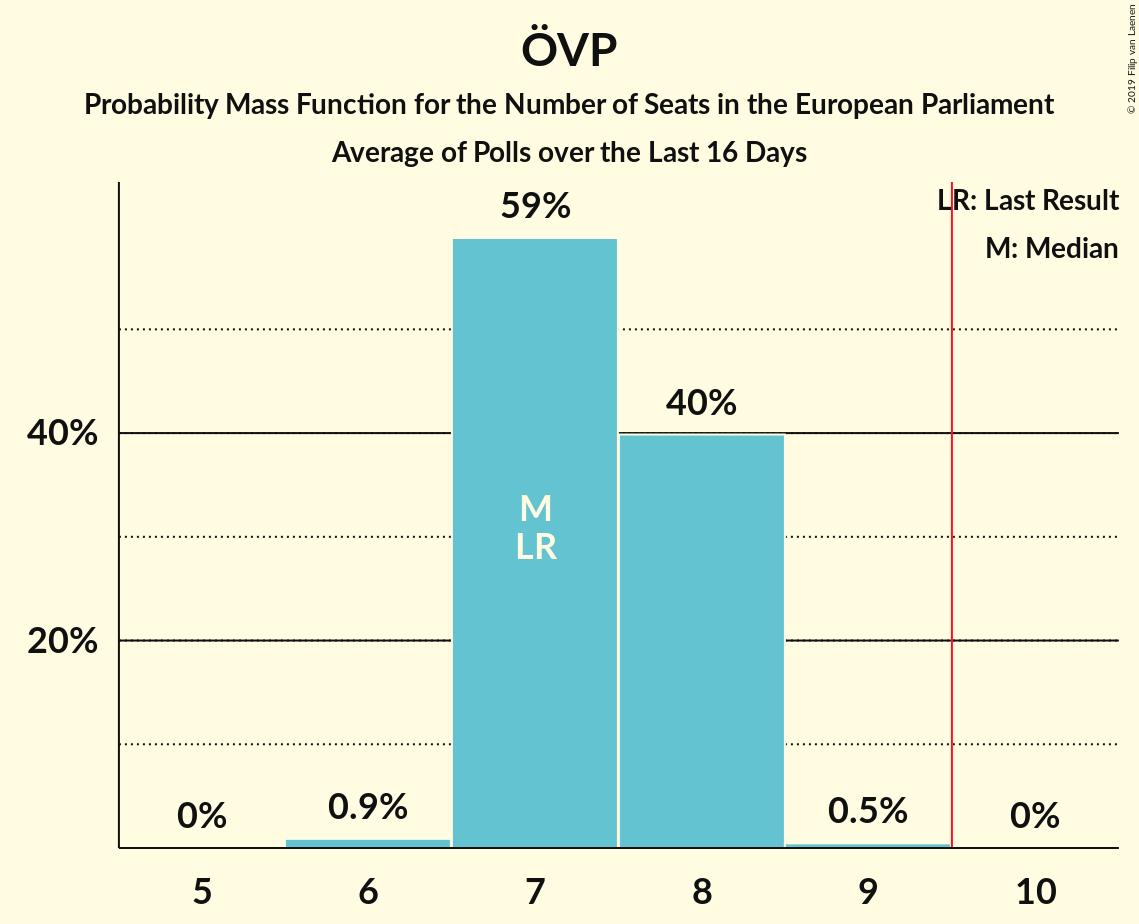 ÖVP
Probability Mass Function for the Number of Seats in the European Parliament
Average of Polls over the Last 16 Days
© 2019 Filip van Laenen
LR: Last Result
M: Median
59%
40%
40%
M
LR
20%
0%
0.9%
0.5%
0%
5
6
7
8
9
10